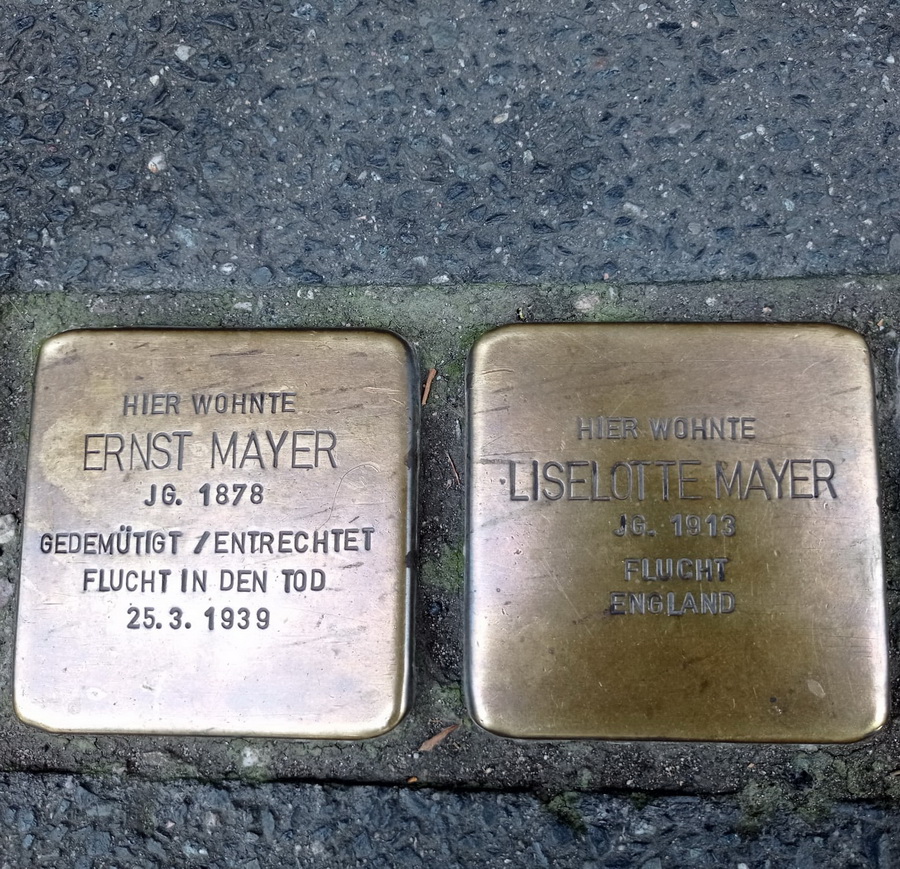 HIER WOHNTE
ERNST MAYER
JG. 1878
GEDEMÜTIGT / ENTRECHTET
FLUCHT IN DEN TOD
25.3.1939
HIER WOHNTE
LISELOTTE MAYER
JG. 1913
FLUCHT
ENGLAND